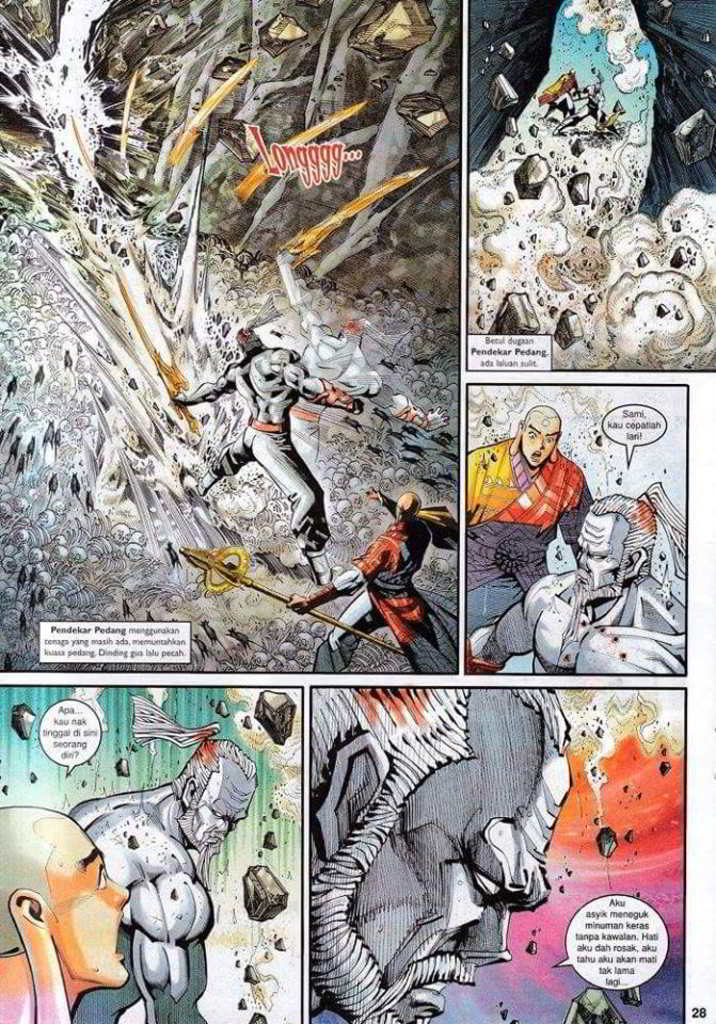 Longggg...
Pendekar Pedang menggunakan
tenaga yang masih ada, memuntahkan
kuasa pedang. Dinding gua lalu pecah.
Betul dugaan
Pendekar Pedang,
ada laluan sulit.
Sami,
kau cepatlah
lari!
Apa...
kau nak
tinggal di sini
seorang
diri?
Aku
asyik meneguk
minuman keras
tanpa kawalan. Hati
aku dah rosak, aku
tahu aku akan mati
tak lama
lagi...
28